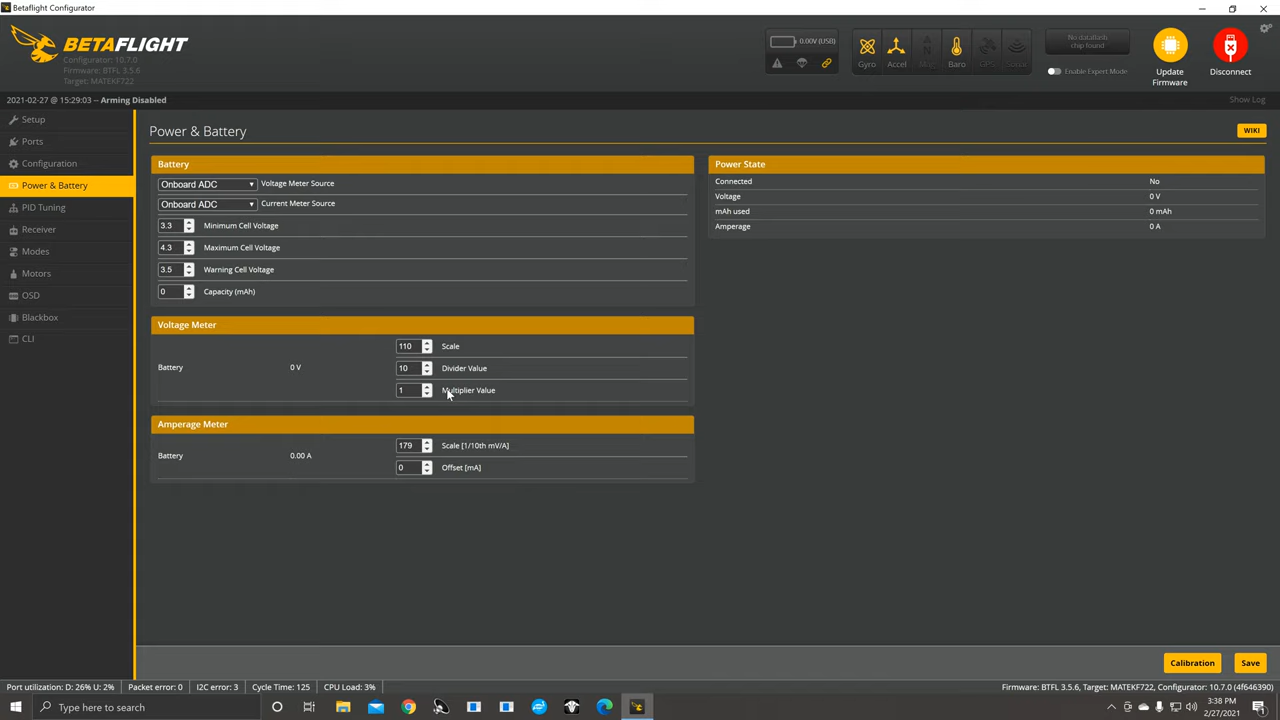 Betaflight Configurator
BETAFLIGHT
Configurator: 10.7.0
Firmware: BTFL 3.5.6
Target: MATEKF722
0.00V (USB)
Gyro
Accel
Mag
Baro
GPS
Sonar
No dataflash
chip found
Enable Expert Mode
Update
Firmware
Disconnect
2021-02-27 @ 15:29:03 -- Arming Disabled
Show Log
Setup
Ports
Configuration
Power & Battery
PID Tuning
Receiver
Modes
Motors
OSD
Blackbox
CLI
Power & Battery
WIKI
Battery
Onboard ADC Voltage Meter Source
Onboard ADC Current Meter Source
3.3 Minimum Cell Voltage
4.3 Maximum Cell Voltage
3.5 Warning Cell Voltage
0 Capacity (mAh)
Power State
Connected No
Voltage 0 V
mAh used 0 mAh
Amperage 0 A
Voltage Meter
Battery 0 V
110 Scale
10 Divider Value
1 Multiplier Value
Amperage Meter
Battery 0.00 A
179 Scale [1/10th mV/A]
0 Offset [mA]
Calibration
Save
Port utilization: D: 26% U: 2% Packet error: 0 I2C error: 3 Cycle Time: 125 CPU Load: 3% Firmware: BTFL 3.5.6, Target: MATEKF722, Configurator: 10.7.0 (4f646390)
Type here to search
3:38 PM
2/27/2021